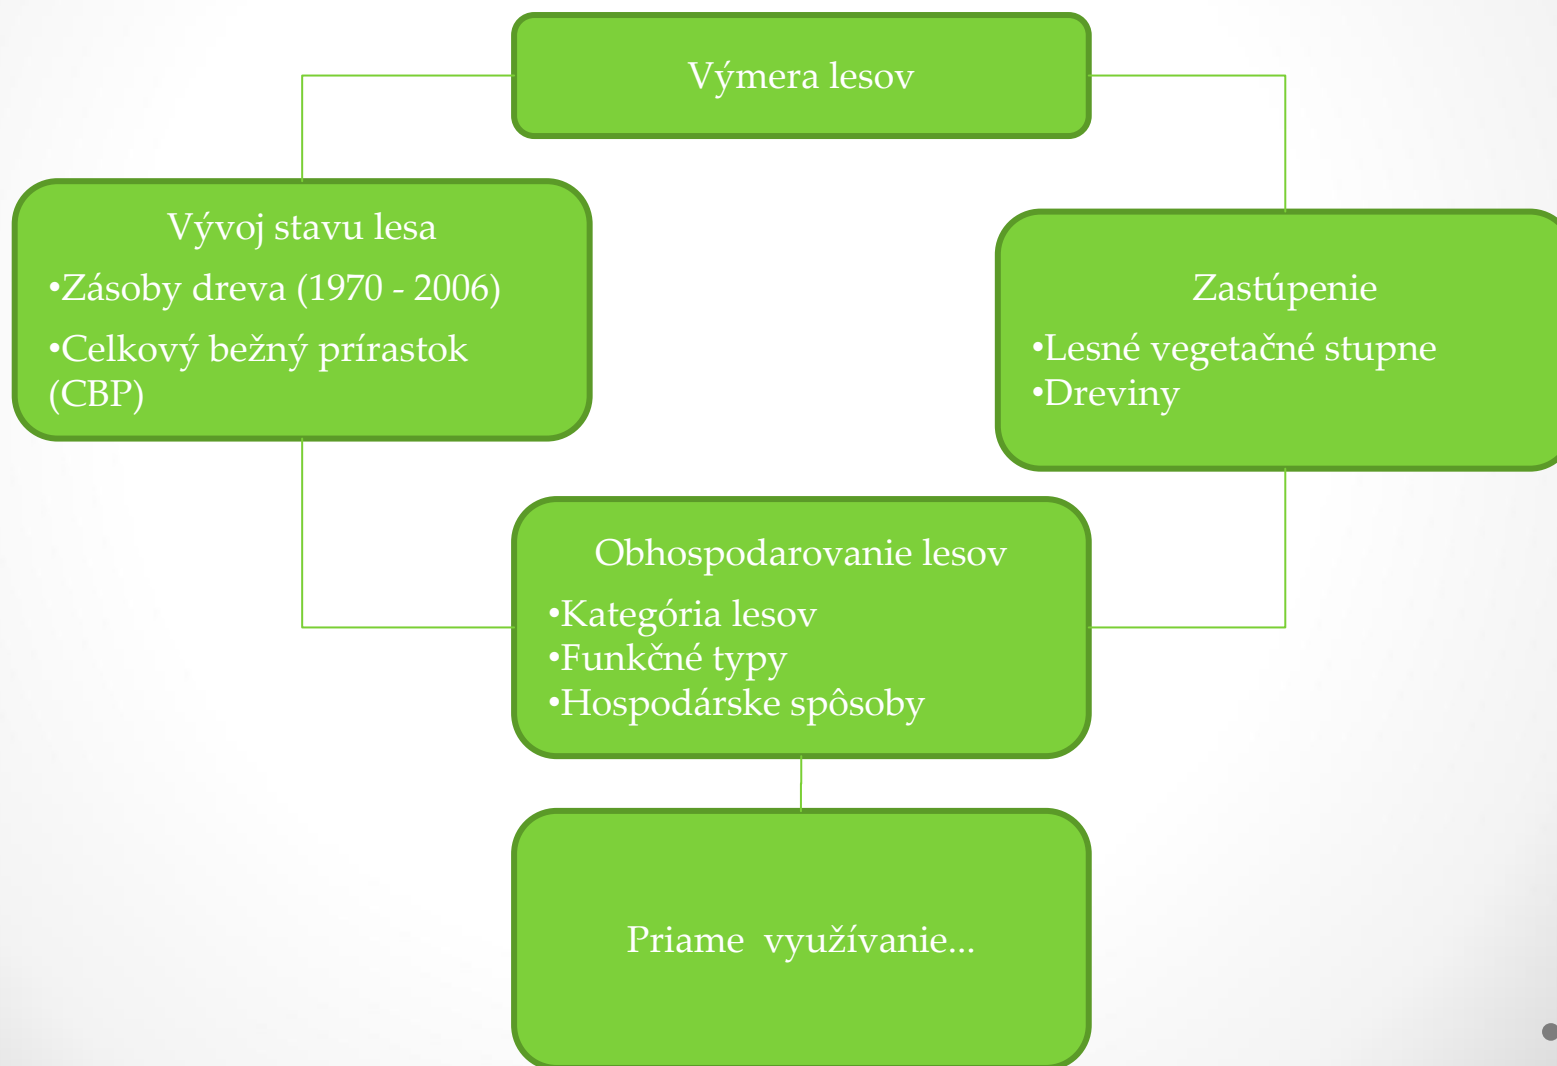 Výmera lesov
Vývoj stavu lesa
•Zásoby dreva (1970 - 2006)
•Celkový bežný prírastok
(CBP)
Zastúpenie
•Lesné vegetačné stupne
•Dreviny
Obhospodarovanie lesov
•Kategória lesov
•Funkčné typy
•Hospodárske spôsoby
Priame  využívanie...